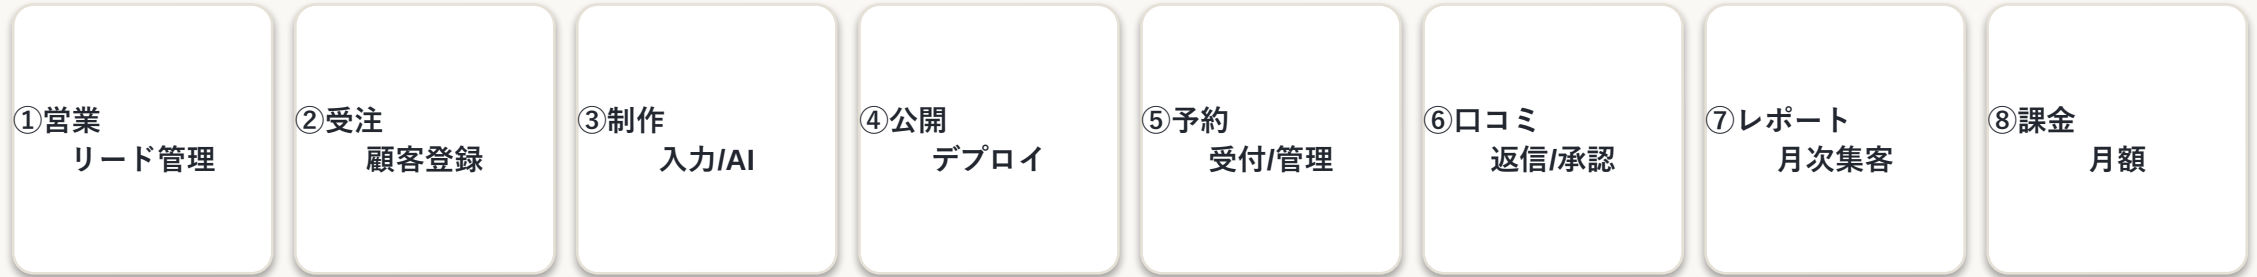 ①営業
リード管理
②受注
顧客登録
③制作
入力/AI
④公開
デプロイ
⑤予約
受付/管理
⑥口コミ
返信/承認
⑦レポート
月次集客
⑧課金
月額